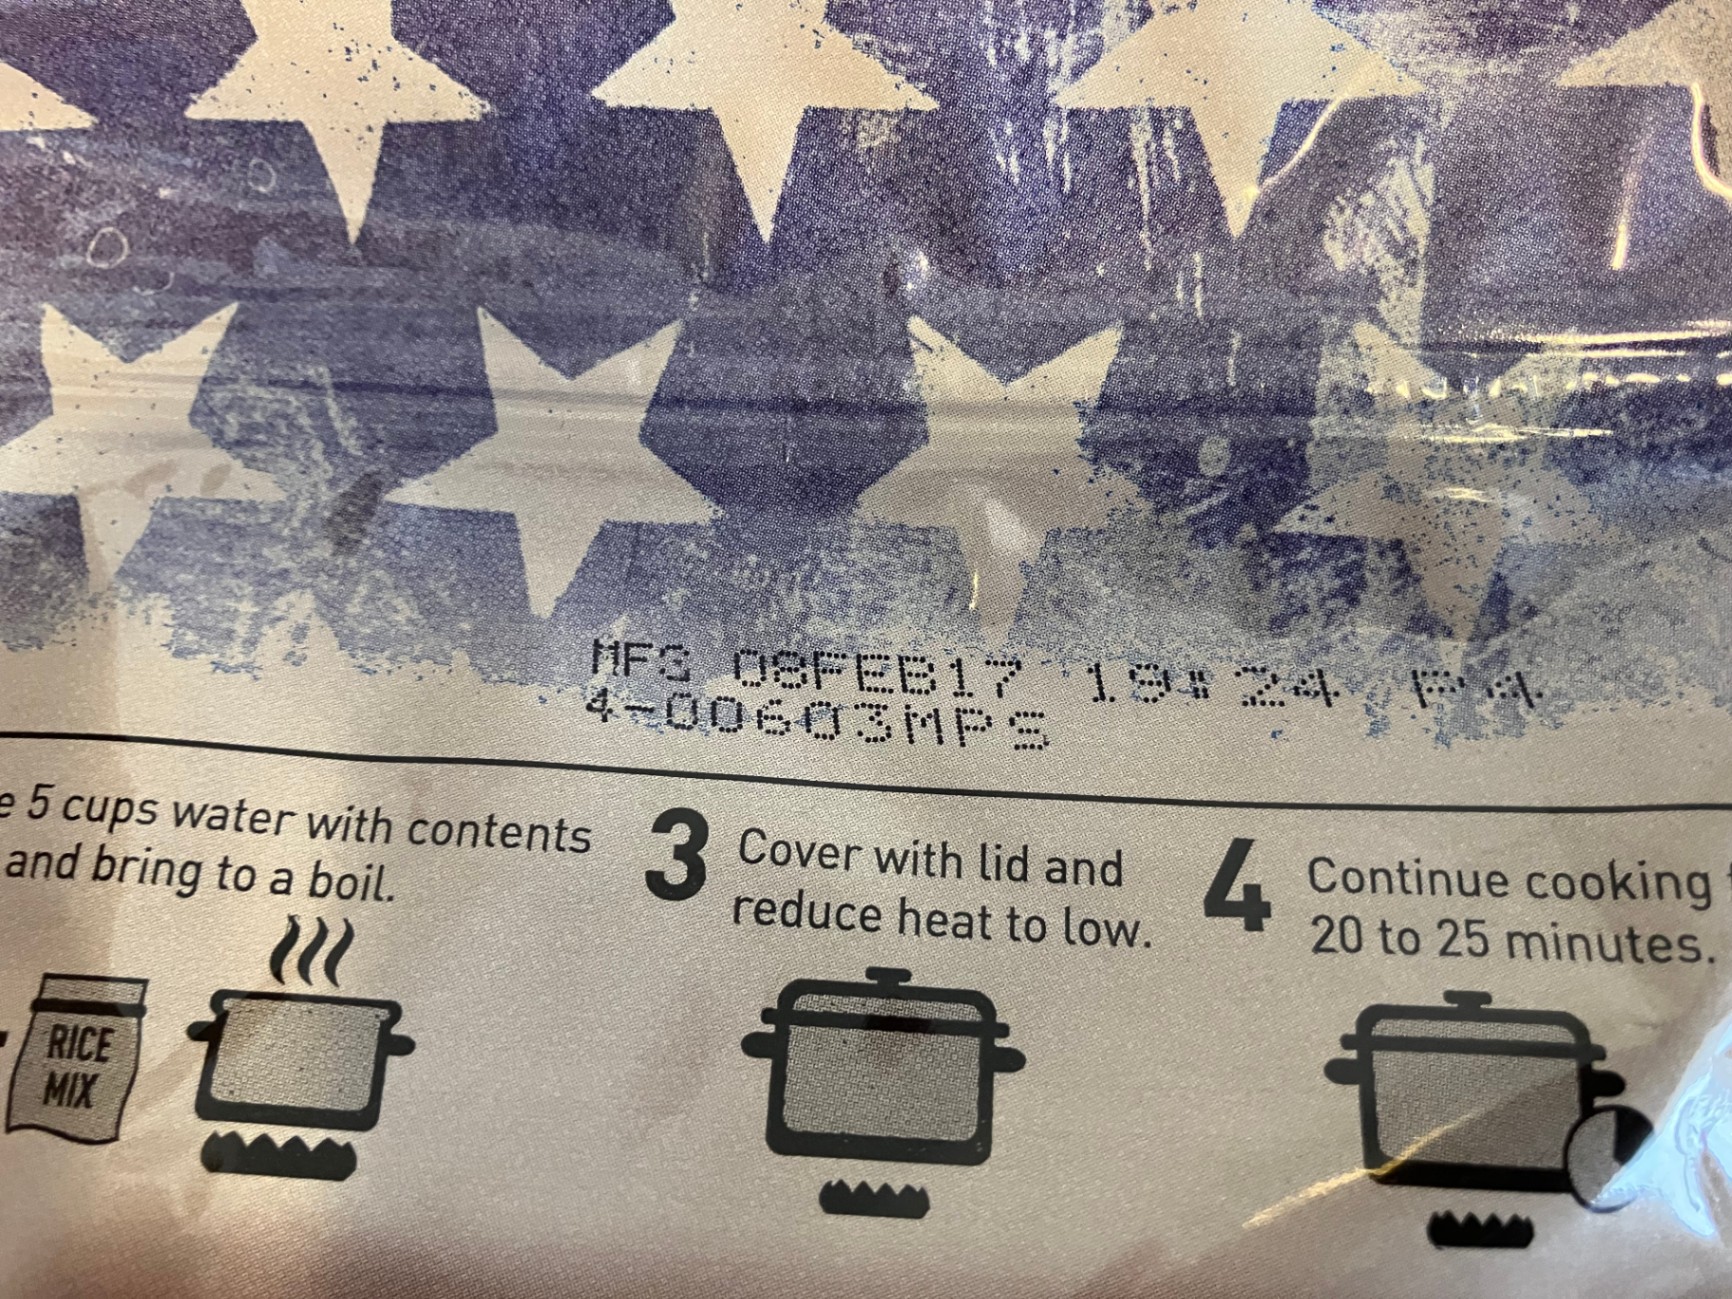 MFG 08FEB17 19:24 P4
4-00603MPS
e 5 cups water with contents
and bring to a boil.
3 Cover with lid and
reduce heat to low.
4 Continue cooking
20 to 25 minutes.
RICE
MIX